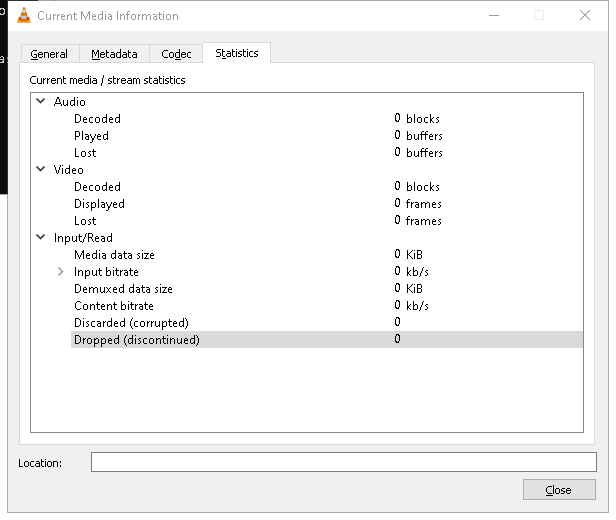 Current Media Information
General Metadata Codec Statistics
Current media / stream statistics
Audio
Decoded 0 blocks
Played 0 buffers
Lost 0 buffers
Video
Decoded 0 blocks
Displayed 0 frames
Lost 0 frames
Input/Read
Media data size 0 KiB
Input bitrate 0 kb/s
Demuxed data size 0 KiB
Content bitrate 0 kb/s
Discarded (corrupted) 0
Dropped (discontinued) 0
Location:
Close